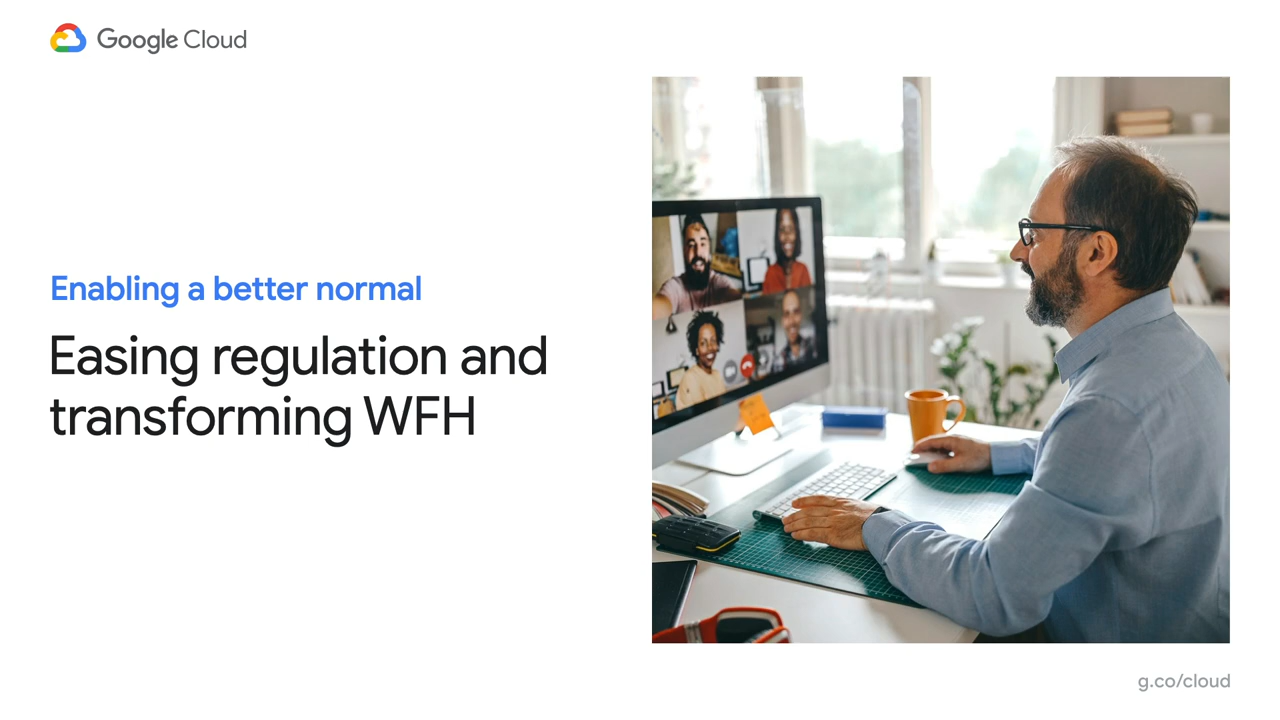 Google Cloud
Enabling a better normal
Easing regulation and
transforming WFH
g.co/cloud